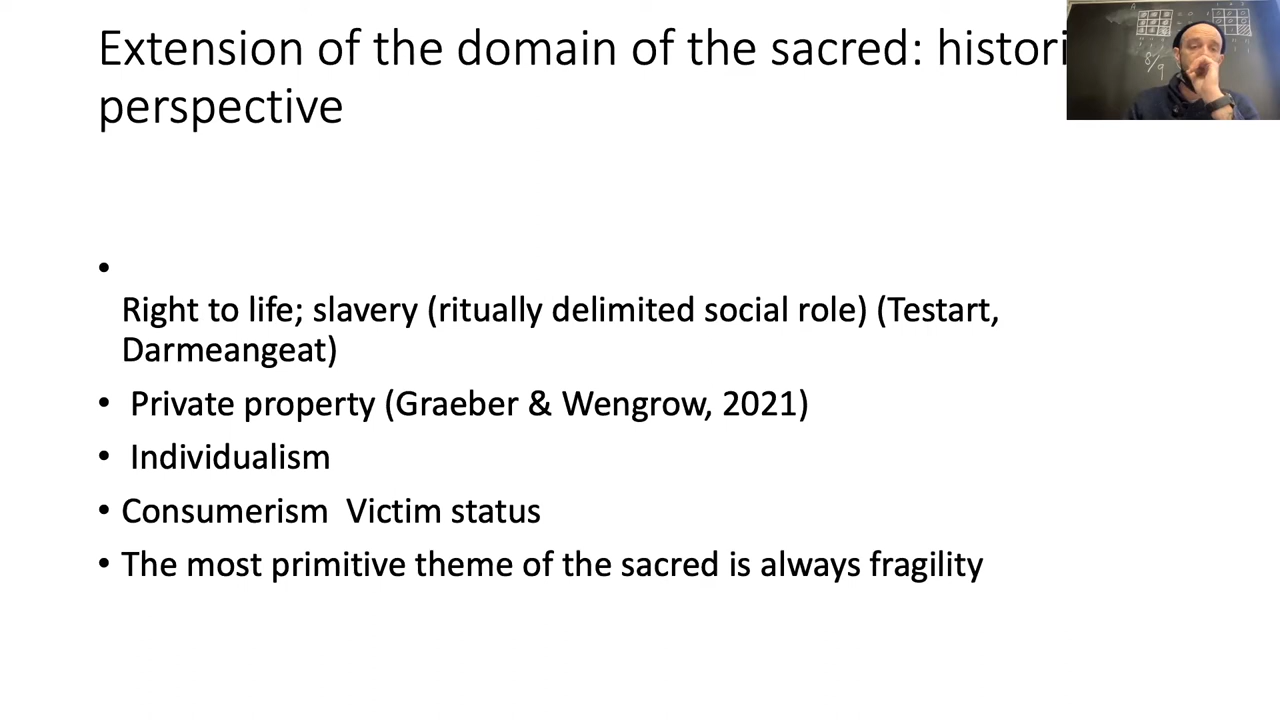 Extension of the domain of the sacred: histori
perspective
•
Right to life; slavery (ritually delimited social role) (Testart,
Darmeangeat)
• Private property (Graeber & Wengrow, 2021)
• Individualism
• Consumerism  Victim status
• The most primitive theme of the sacred is always fragility
8/9